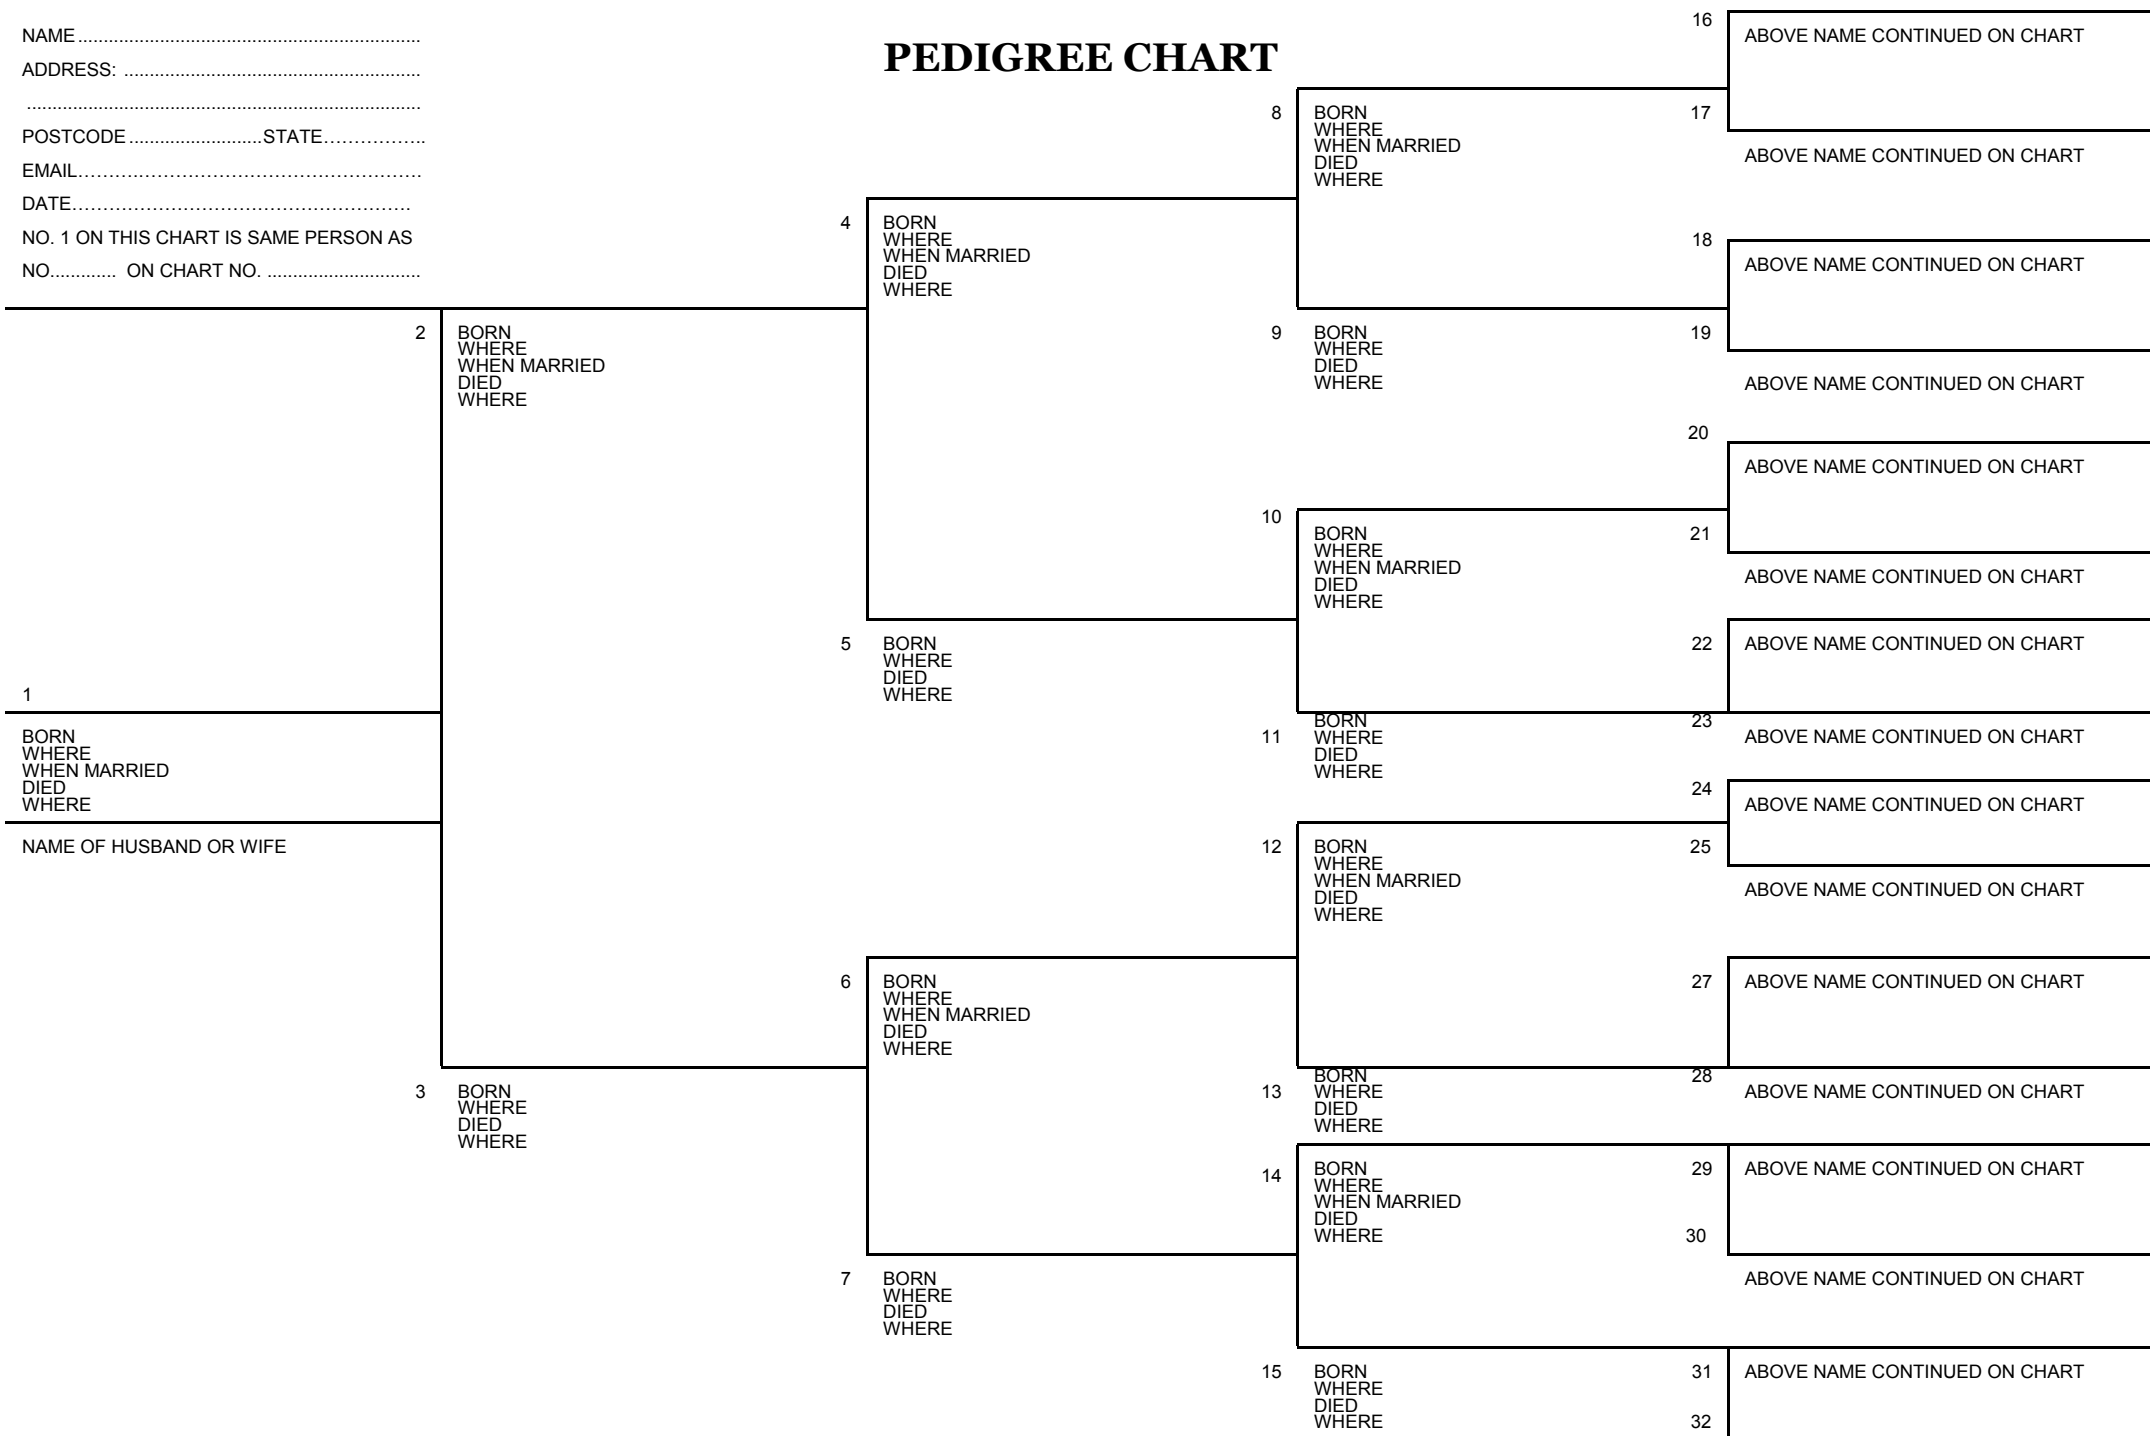 NAME...................................................................
ADDRESS: ..........................................................
.............................................................................
POSTCODE..........................STATE……………..
EMAIL……….……………………………………………….
DATE……………………………………………….
NO. 1 ON THIS CHART IS SAME PERSON AS
NO............. ON CHART NO. ..............................
PEDIGREE CHART
1
BORN
WHERE
WHEN MARRIED
DIED
WHERE
NAME OF HUSBAND OR WIFE
2
BORN
WHERE
WHEN MARRIED
DIED
WHERE
3
BORN
WHERE
DIED
WHERE
4
BORN
WHERE
WHEN MARRIED
DIED
WHERE
5
BORN
WHERE
DIED
WHERE
6
BORN
WHERE
WHEN MARRIED
DIED
WHERE
7
BORN
WHERE
DIED
WHERE
8
BORN
WHERE
WHEN MARRIED
DIED
WHERE
9
BORN
WHERE
DIED
WHERE
10
BORN
WHERE
WHEN MARRIED
DIED
WHERE
11
BORN
WHERE
DIED
WHERE
12
BORN
WHERE
WHEN MARRIED
DIED
WHERE
13
BORN
WHERE
DIED
WHERE
14
BORN
WHERE
WHEN MARRIED
DIED
WHERE
15
BORN
WHERE
DIED
WHERE
16
ABOVE NAME CONTINUED ON CHART
17
ABOVE NAME CONTINUED ON CHART
18
ABOVE NAME CONTINUED ON CHART
19
ABOVE NAME CONTINUED ON CHART
20
ABOVE NAME CONTINUED ON CHART
21
ABOVE NAME CONTINUED ON CHART
22
ABOVE NAME CONTINUED ON CHART
23
ABOVE NAME CONTINUED ON CHART
24
ABOVE NAME CONTINUED ON CHART
25
ABOVE NAME CONTINUED ON CHART
27
ABOVE NAME CONTINUED ON CHART
28
ABOVE NAME CONTINUED ON CHART
29
ABOVE NAME CONTINUED ON CHART
30
ABOVE NAME CONTINUED ON CHART
31
ABOVE NAME CONTINUED ON CHART
32